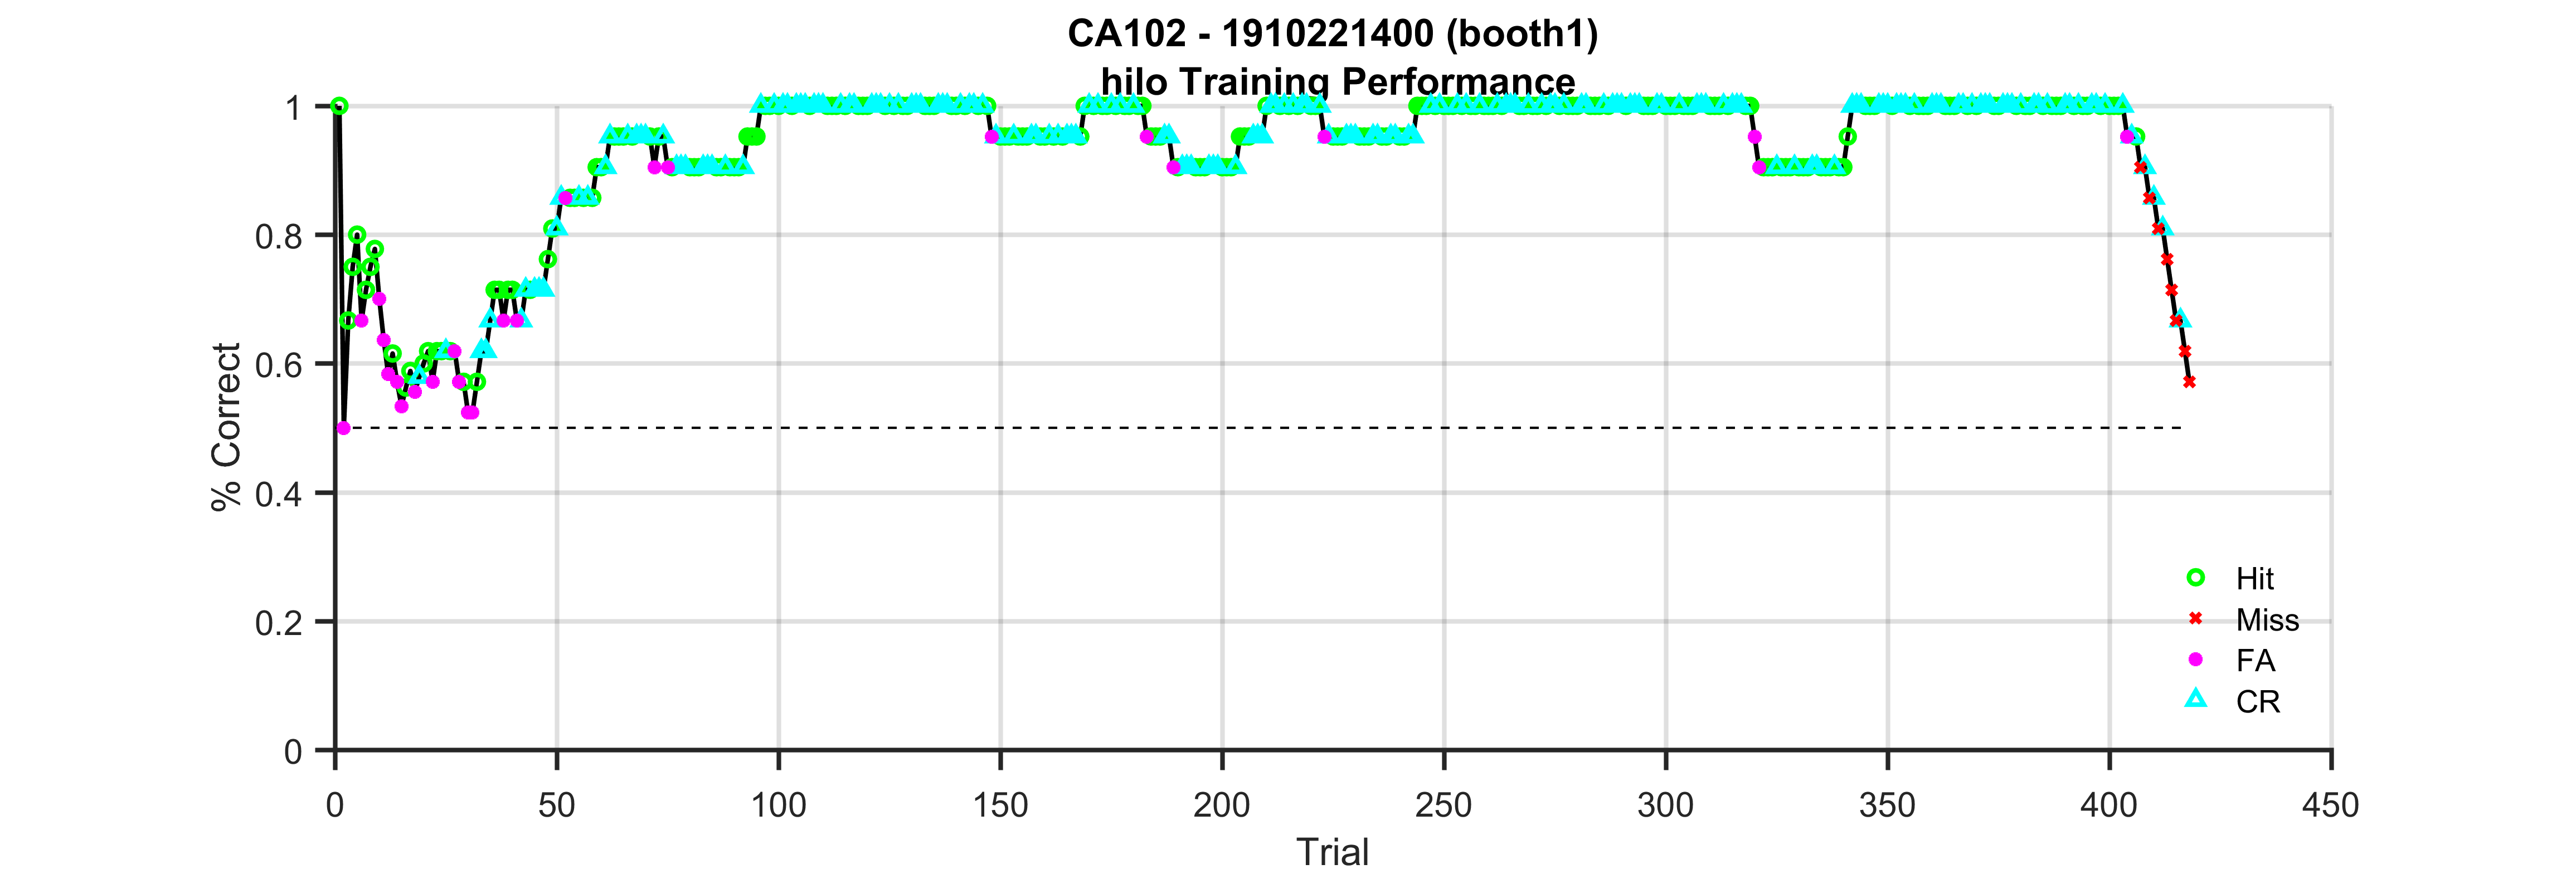 CA102 - 1910221400 (booth1)
hilo Training Performance
% Correct
1
0.8
0.6
0.4
0.2
0
0 50 100 150 200 250 300 350 400 450
Trial
Hit
Miss
FA
CR